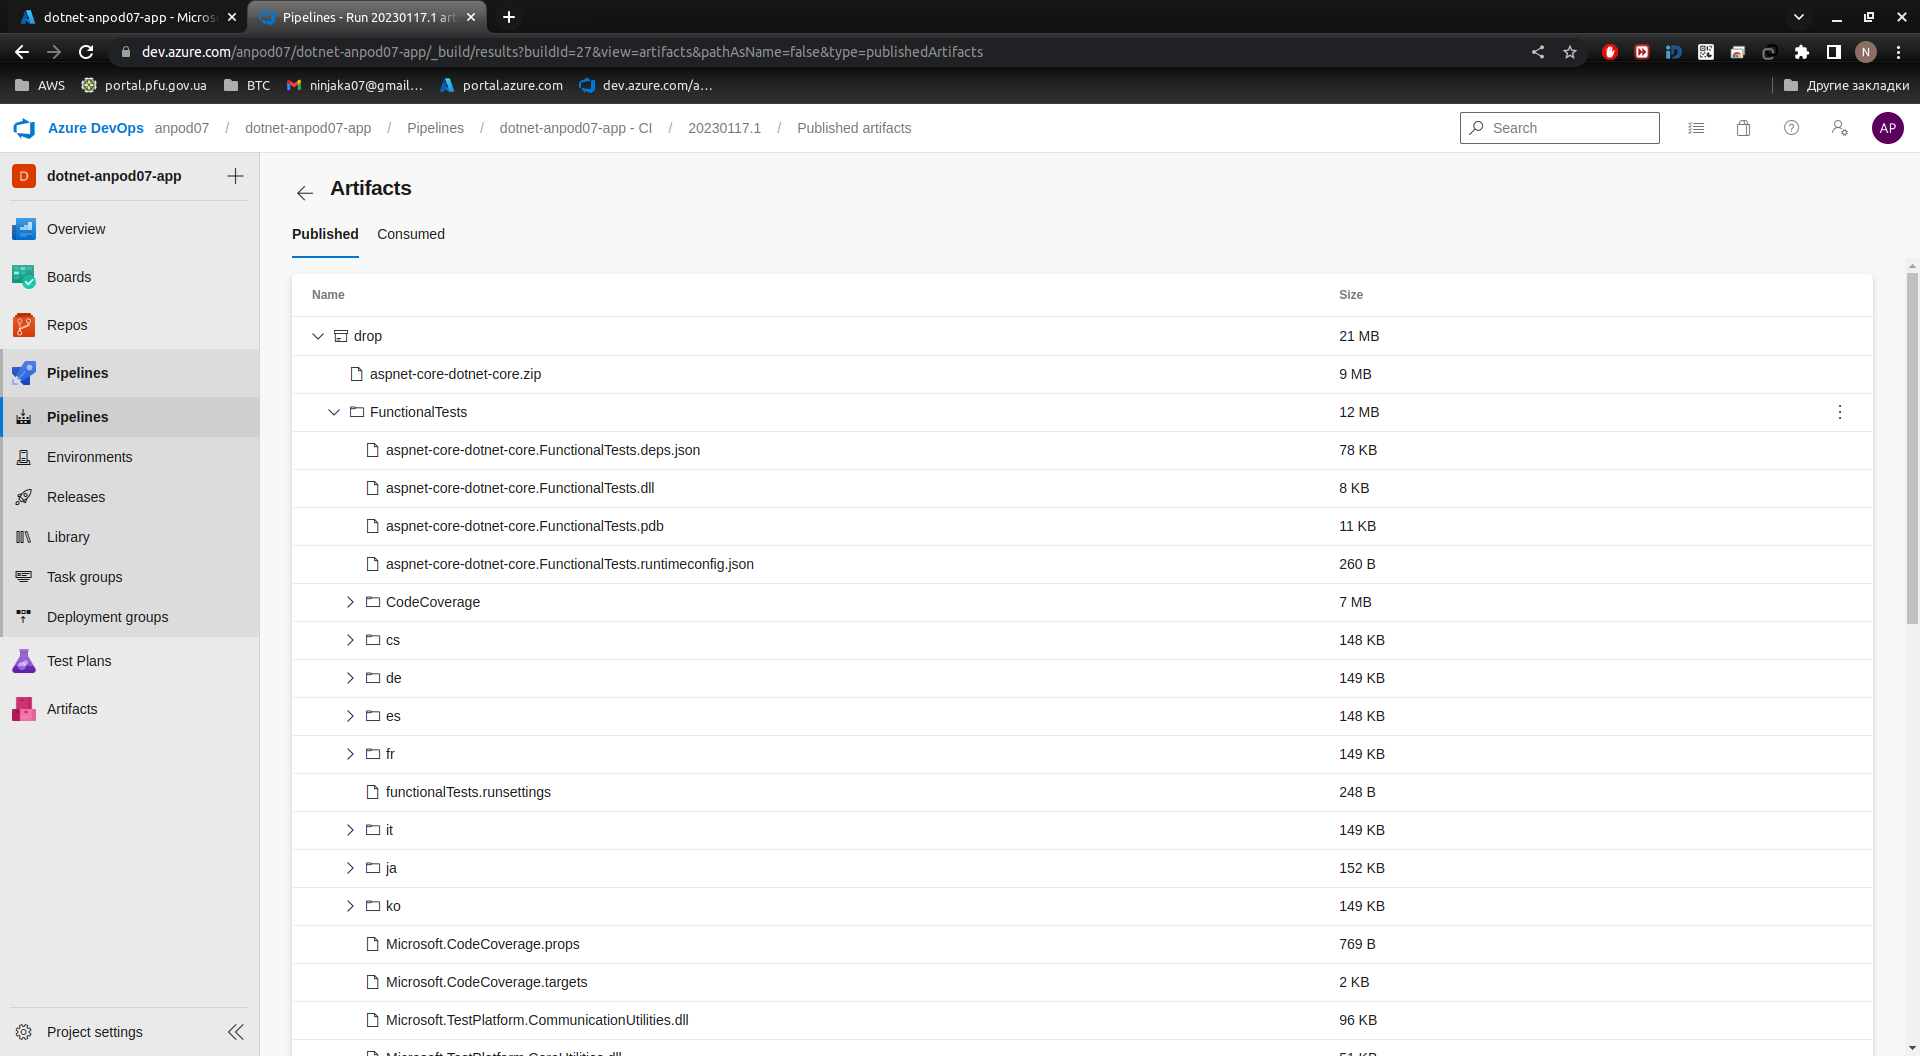 dotnet-anpod07-app - Micros
Pipelines - Run 20230117.1 art
dev.azure.com/anpod07/dotnet-anpod07-app/_build/results?buildId=27&view=artifacts&pathAsName=false&type=publishedArtifacts
N
AWS
portal.pfu.gov.ua
BTC
ninjaka07@gmail...
portal.azure.com
dev.azure.com/a...
Другие закладки
Azure DevOps anpod07 / dotnet-anpod07-app / Pipelines / dotnet-anpod07-app - CI / 20230117.1 / Published artifacts
Search
AP
D dotnet-anpod07-app
Overview
Boards
Repos
Pipelines
Pipelines
Environments
Releases
Library
Task groups
Deployment groups
Test Plans
Artifacts
Project settings
Artifacts
Published Consumed
Name Size
drop 21 MB
aspnet-core-dotnet-core.zip 9 MB
FunctionalTests 12 MB
aspnet-core-dotnet-core.FunctionalTests.deps.json 78 KB
aspnet-core-dotnet-core.FunctionalTests.dll 8 KB
aspnet-core-dotnet-core.FunctionalTests.pdb 11 KB
aspnet-core-dotnet-core.FunctionalTests.runtimeconfig.json 260 B
CodeCoverage 7 MB
cs 148 KB
de 149 KB
es 148 KB
fr 149 KB
functionalTests.runsettings 248 B
it 149 KB
ja 152 KB
ko 149 KB
Microsoft.CodeCoverage.props 769 B
Microsoft.CodeCoverage.targets 2 KB
Microsoft.TestPlatform.CommunicationUtilities.dll 96 KB
Microsoft.TestPlatform.CoreUtilities.dll 51 KB